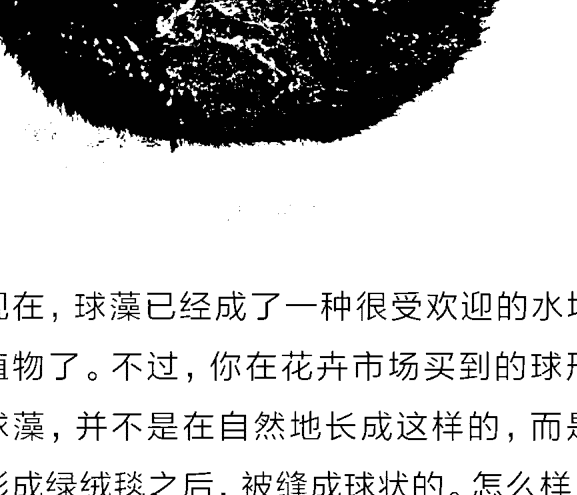 现在，球藻已经成了一种很受欢迎的水培
植物了。不过，你在花卉市场买到的球形
球藻，并不是在自然地长成这样的，而是
形成绿绒毯之后，被缝成球状的。怎么样，